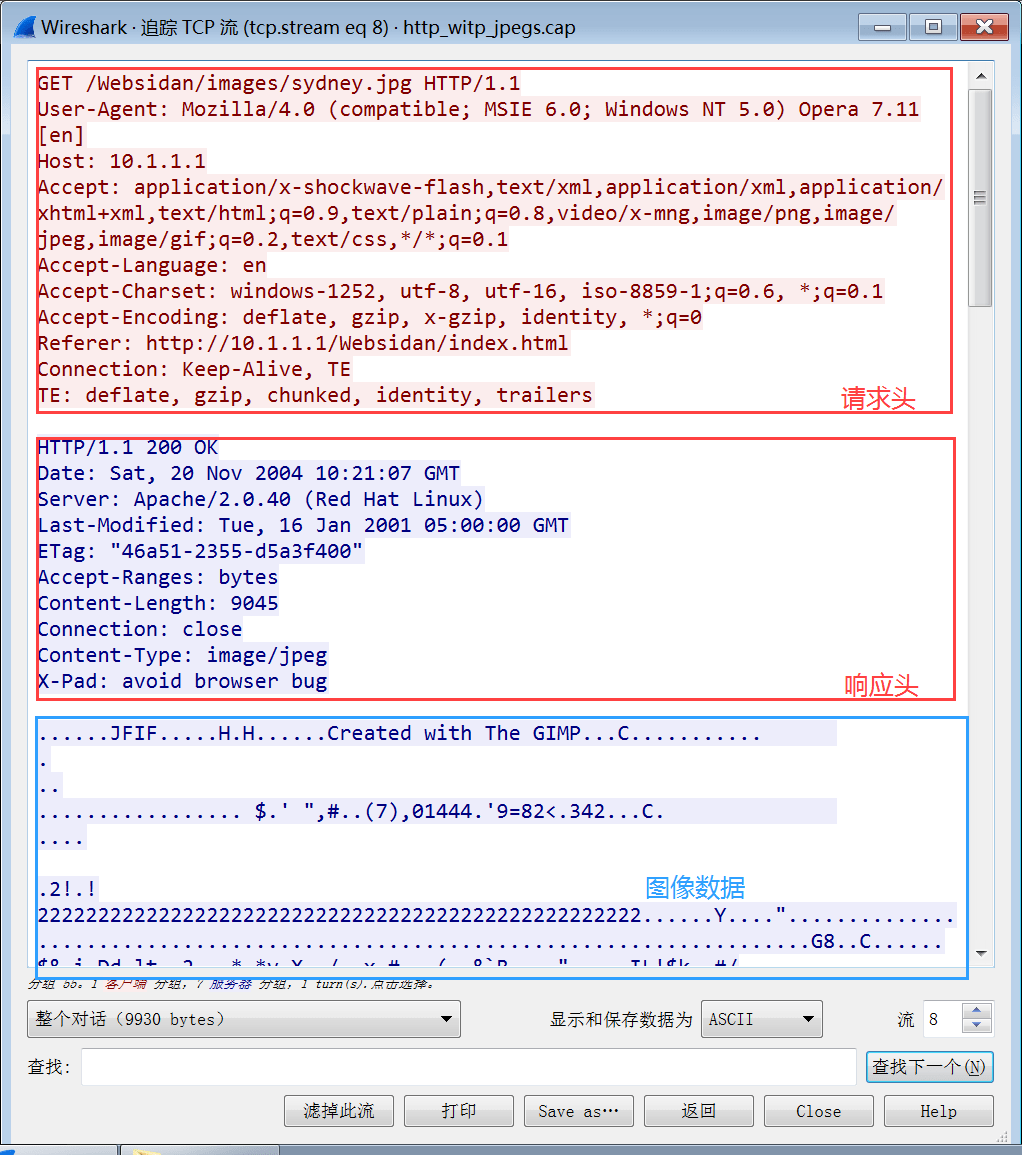 Wireshark · 追踪 TCP 流 (tcp.stream eq 8) · http_witp_jpegs.cap
GET /Websidan/images/sydney.jpg HTTP/1.1
User-Agent: Mozilla/4.0 (compatible; MSIE 6.0; Windows NT 5.0) Opera 7.11
[en]
Host: 10.1.1.1
Accept: application/x-shockwave-flash,text/xml,application/xml,application/
xhtml+xml,text/html;q=0.9,text/plain;q=0.8,video/x-mng,image/png,image/
jpeg,image/gif;q=0.2,text/css,*/*;q=0.1
Accept-Language: en
Accept-Charset: windows-1252, utf-8, utf-16, iso-8859-1;q=0.6, *;q=0.1
Accept-Encoding: deflate, gzip, x-gzip, identity, *;q=0
Referer: http://10.1.1.1/Websidan/index.html
Connection: Keep-Alive, TE
TE: deflate, gzip, chunked, identity, trailers
请求头
HTTP/1.1 200 OK
Date: Sat, 20 Nov 2004 10:21:07 GMT
Server: Apache/2.0.40 (Red Hat Linux)
Last-Modified: Tue, 16 Jan 2001 05:00:00 GMT
ETag: "46a51-2355-d5a3f400"
Accept-Ranges: bytes
Content-Length: 9045
Connection: close
Content-Type: image/jpeg
X-Pad: avoid browser bug
响应头
......JFIF.....H.H......Created with The GIMP...C...........
.
..
................. $.' ",#..(7),01444.'9=82<.342...C.
....
.2!.!
图像数据
22222222222222222222222222222222222222222222222222......Y...."..............
................................................................G8..C......
分组 55。1 客户端 分组, 7 服务器 分组, 1 turn(s).点击选择。
整个对话 (9930 bytes)
显示和保存数据为
ASCII
流
8
查找:
查找下一个(N)
滤掉此流
打印
Save as…
返回
Close
Help